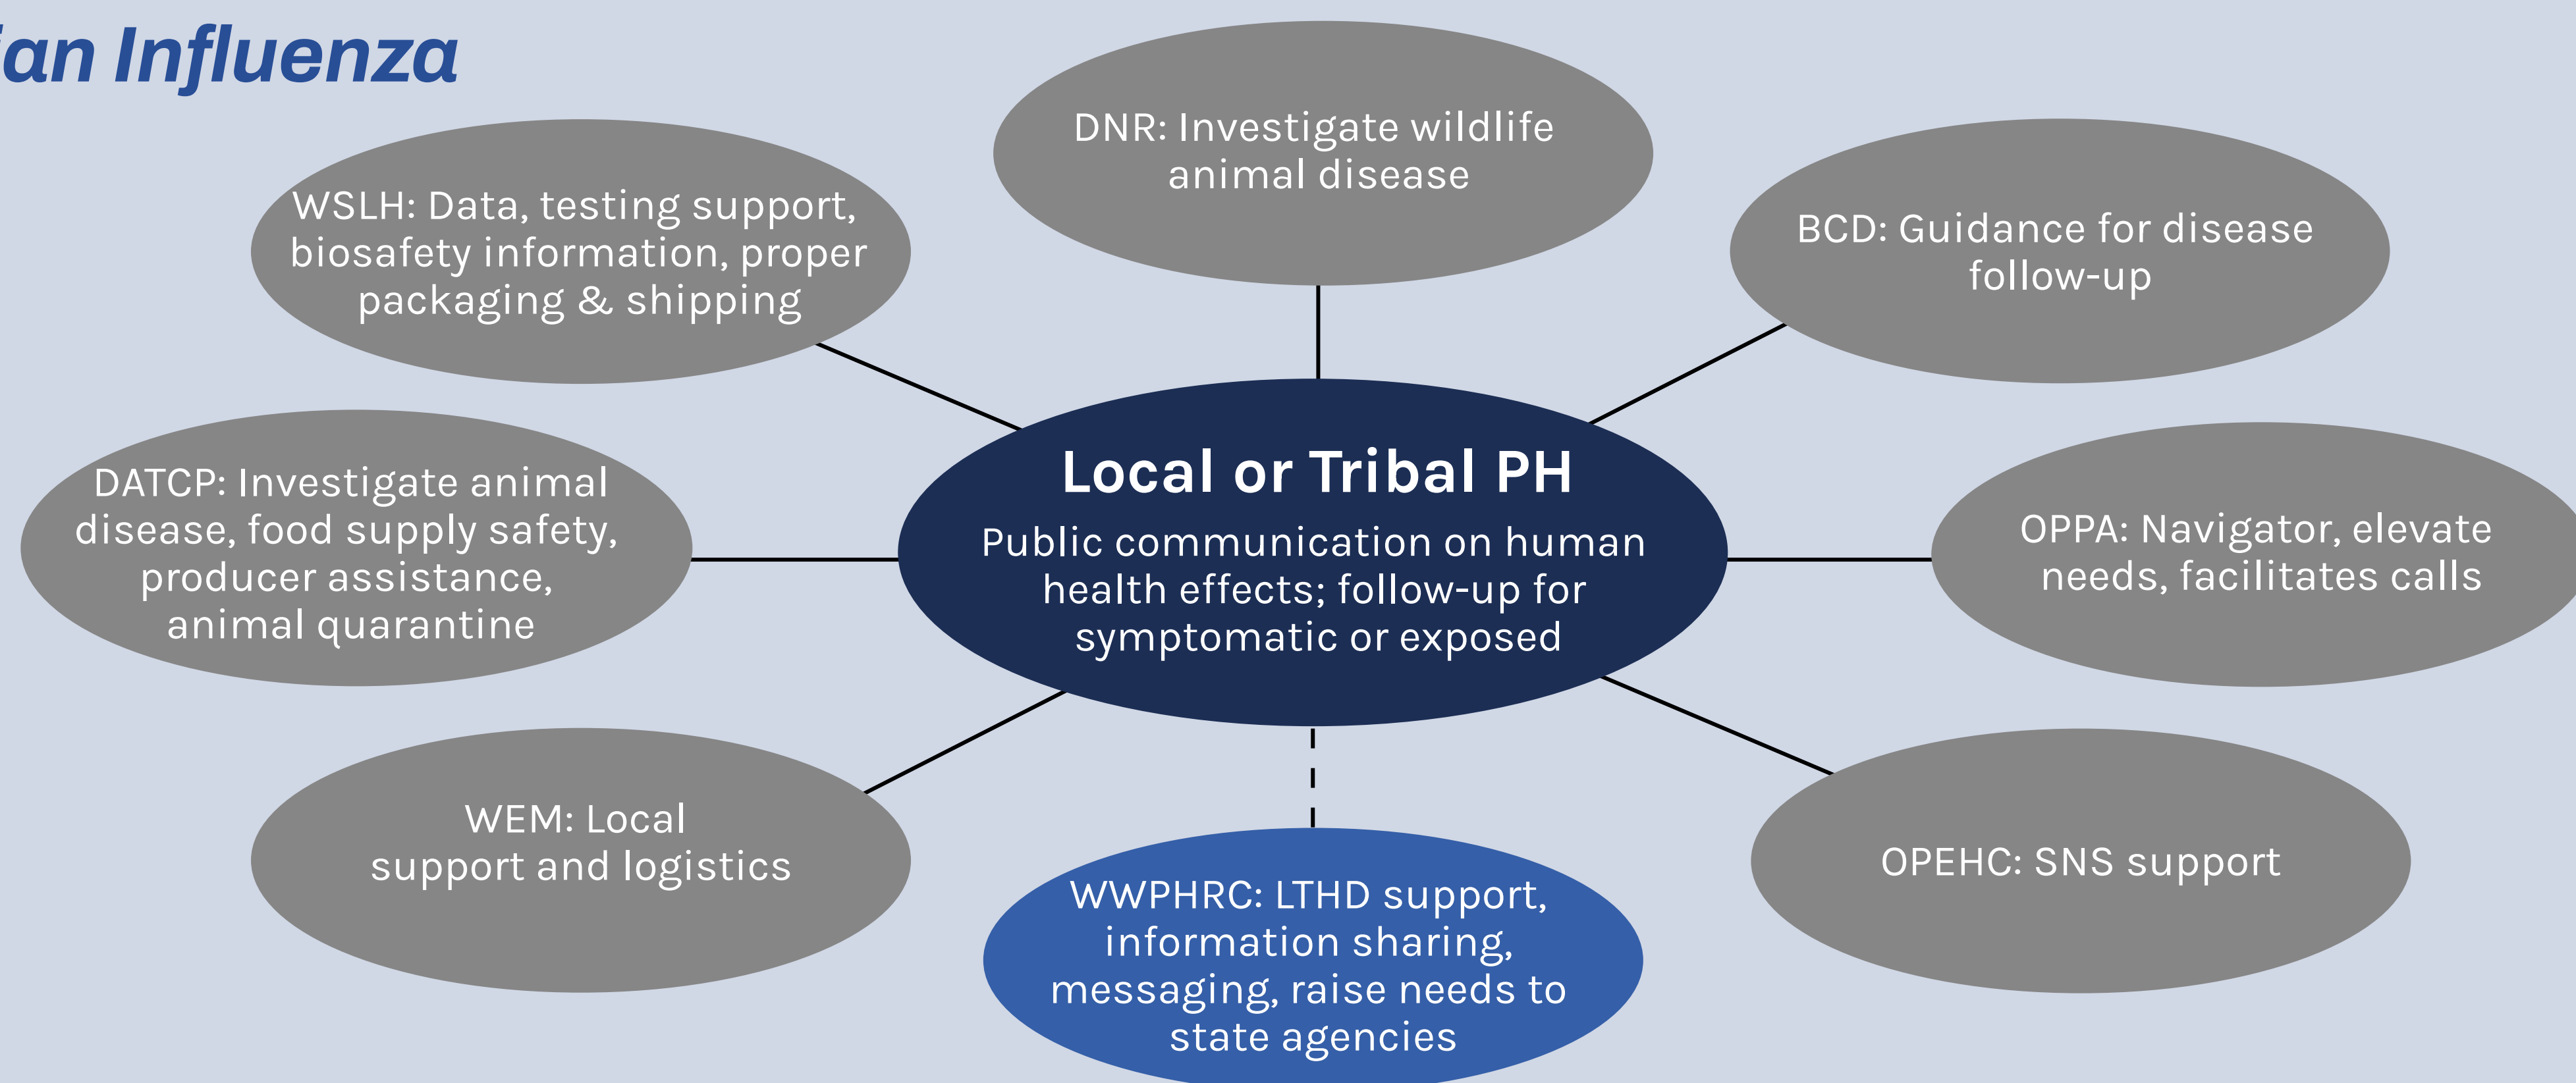 an Influenza
DNR: Investigate wildlife
animal disease
WSLH: Data, testing support,
biosafety information, proper
packaging & shipping
BCD: Guidance for disease
follow-up
DATCP: Investigate animal
disease, food supply safety,
producer assistance,
animal quarantine
Local or Tribal PH
Public communication on human
health effects; follow-up for
symptomatic or exposed
OPPA: Navigator, elevate
needs, facilitates calls
WEM: Local
support and logistics
WWPHRC: LTHD support,
information sharing,
messaging, raise needs to
state agencies
OPEHC: SNS support